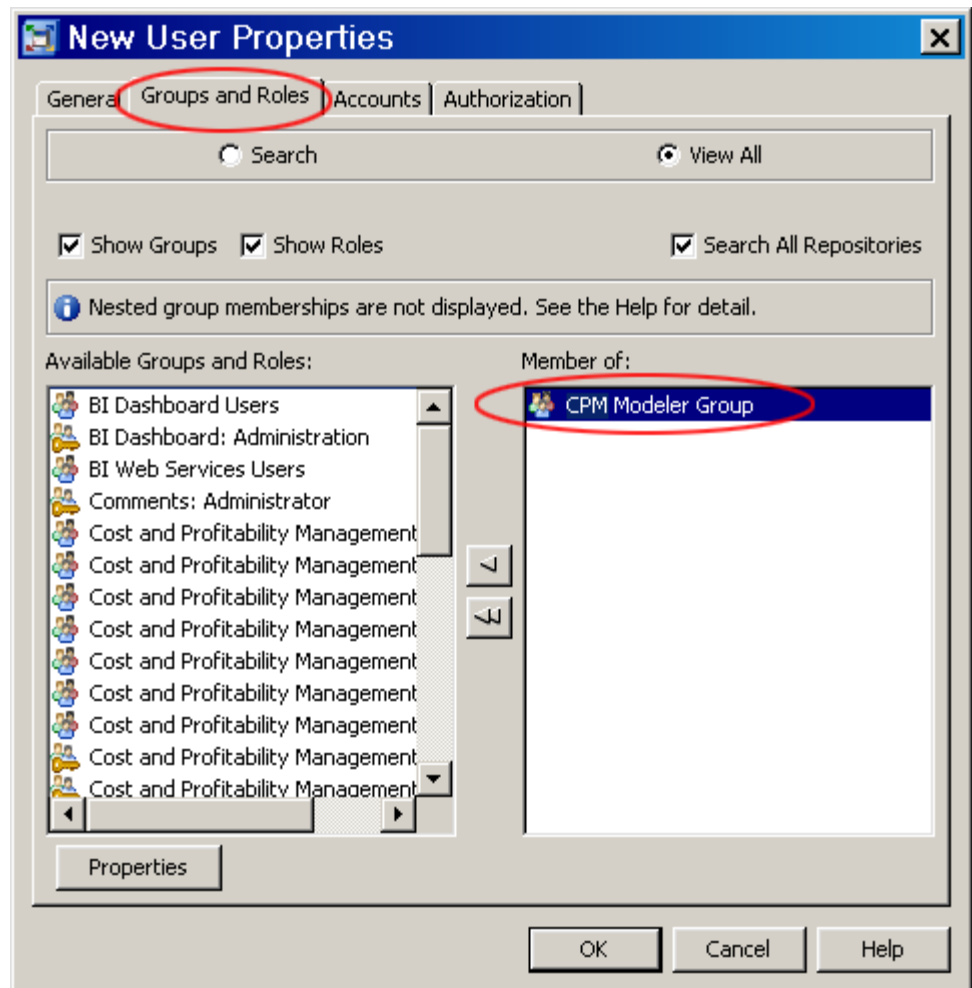 New User Properties
General Groups and Roles Accounts Authorization
Search View All
Show Groups Show Roles Search All Repositories
Nested group memberships are not displayed. See the Help for detail.
Available Groups and Roles: Member of:
BI Dashboard Users CPM Modeler Group
BI Dashboard: Administration
BI Web Services Users
Comments: Administrator
Cost and Profitability Management
Cost and Profitability Management
Cost and Profitability Management
Cost and Profitability Management
Cost and Profitability Management
Cost and Profitability Management
Cost and Profitability Management
Cost and Profitability Management
Cost and Profitability Management
Properties
OK Cancel Help